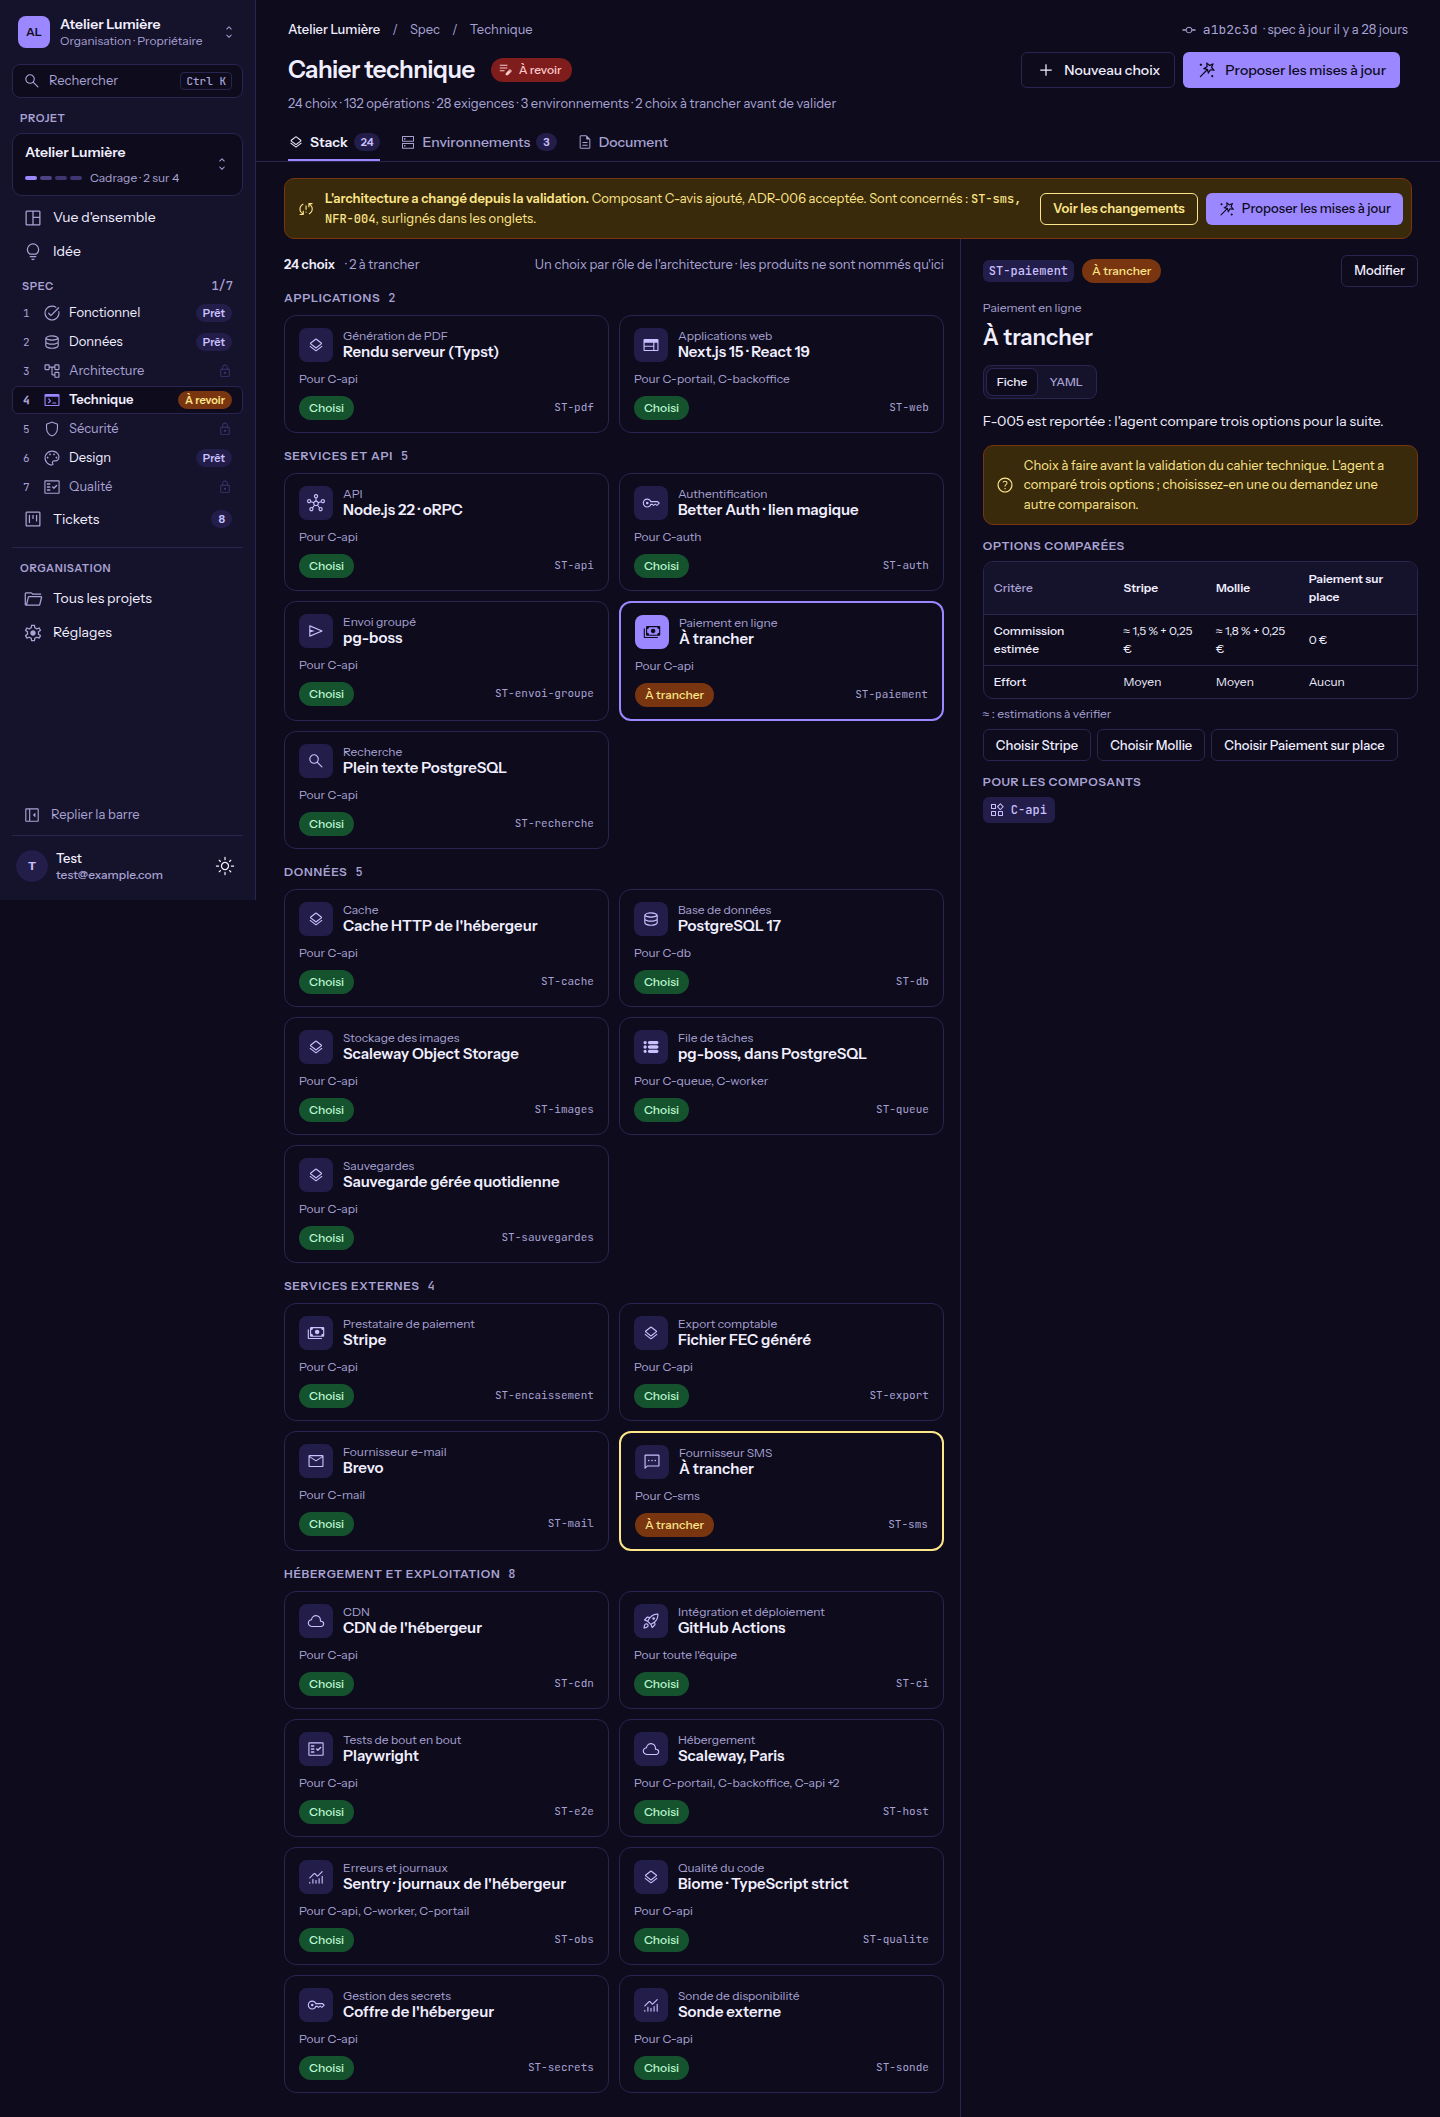 AL
Atelier Lumière
Organisation · Propriétaire
Rechercher
Ctrl K
PROJET
Atelier Lumière
Cadrage · 2 sur 4
Vue d'ensemble
Idée
SPEC 1/7
1 Fonctionnel Prêt
2 Données Prêt
3 Architecture
4 Technique À revoir
5 Sécurité
6 Design Prêt
7 Qualité
Tickets 8
ORGANISATION
Tous les projets
Réglages
Replier la barre
T
Test
test@example.com
Atelier Lumière / Spec / Technique
a1b2c3d · spec à jour il y a 28 jours
Cahier technique
À revoir
Nouveau choix
Proposer les mises à jour
24 choix · 132 opérations · 28 exigences · 3 environnements · 2 choix à trancher avant de valider
Stack 24
Environnements 3
Document
L'architecture a changé depuis la validation. Composant C-avis ajouté, ADR-006 acceptée. Sont concernés : ST-sms,
NFR-004, surlignés dans les onglets.
Voir les changements
Proposer les mises à jour
24 choix · 2 à trancher
Un choix par rôle de l'architecture · les produits ne sont nommés qu'ici
APPLICATIONS 2
Génération de PDF
Rendu serveur (Typst)
Pour C-api
Choisi ST-pdf
Applications web
Next.js 15 · React 19
Pour C-portail, C-backoffice
Choisi ST-web
SERVICES ET API 5
API
Node.js 22 · oRPC
Pour C-api
Choisi ST-api
Authentification
Better Auth · lien magique
Pour C-auth
Choisi ST-auth
Envoi groupé
pg-boss
Pour C-api
Choisi ST-envoi-groupe
Paiement en ligne
À trancher
Pour C-api
À trancher ST-paiement
Recherche
Plein texte PostgreSQL
Pour C-api
Choisi ST-recherche
DONNÉES 5
Cache
Cache HTTP de l'hébergeur
Pour C-api
Choisi ST-cache
Base de données
PostgreSQL 17
Pour C-db
Choisi ST-db
Stockage des images
Scaleway Object Storage
Pour C-api
Choisi ST-images
File de tâches
pg-boss, dans PostgreSQL
Pour C-queue, C-worker
Choisi ST-queue
Sauvegardes
Sauvegarde gérée quotidienne
Pour C-api
Choisi ST-sauvegardes
SERVICES EXTERNES 4
Prestataire de paiement
Stripe
Pour C-api
Choisi ST-encaissement
Export comptable
Fichier FEC généré
Pour C-api
Choisi ST-export
Fournisseur e-mail
Brevo
Pour C-mail
Choisi ST-mail
Fournisseur SMS
À trancher
Pour C-sms
À trancher ST-sms
HÉBERGEMENT ET EXPLOITATION 8
CDN
CDN de l'hébergeur
Pour C-api
Choisi ST-cdn
Intégration et déploiement
GitHub Actions
Pour toute l'équipe
Choisi ST-ci
Tests de bout en bout
Playwright
Pour C-api
Choisi ST-e2e
Hébergement
Scaleway, Paris
Pour C-portail, C-backoffice, C-api +2
Choisi ST-host
Erreurs et journaux
Sentry · journaux de l'hébergeur
Pour C-api, C-worker, C-portail
Choisi ST-obs
Qualité du code
Biome · TypeScript strict
Pour C-api
Choisi ST-qualite
Gestion des secrets
Coffre de l'hébergeur
Pour C-api
Choisi ST-secrets
Sonde de disponibilité
Sonde externe
Pour C-api
Choisi ST-sonde
ST-paiement À trancher
Modifier
Paiement en ligne
À trancher
Fiche YAML
F-005 est reportée : l'agent compare trois options pour la suite.
Choix à faire avant la validation du cahier technique. L'agent a
comparé trois options ; choisissez-en une ou demandez une
autre comparaison.
OPTIONS COMPARÉES
Critère Stripe Mollie Paiement sur
place
Commission ≈ 1,5 % + 0,25 ≈ 1,8 % + 0,25 0 €
estimée € €
Effort Moyen Moyen Aucun
≈ : estimations à vérifier
Choisir Stripe
Choisir Mollie
Choisir Paiement sur place
POUR LES COMPOSANTS
C-api